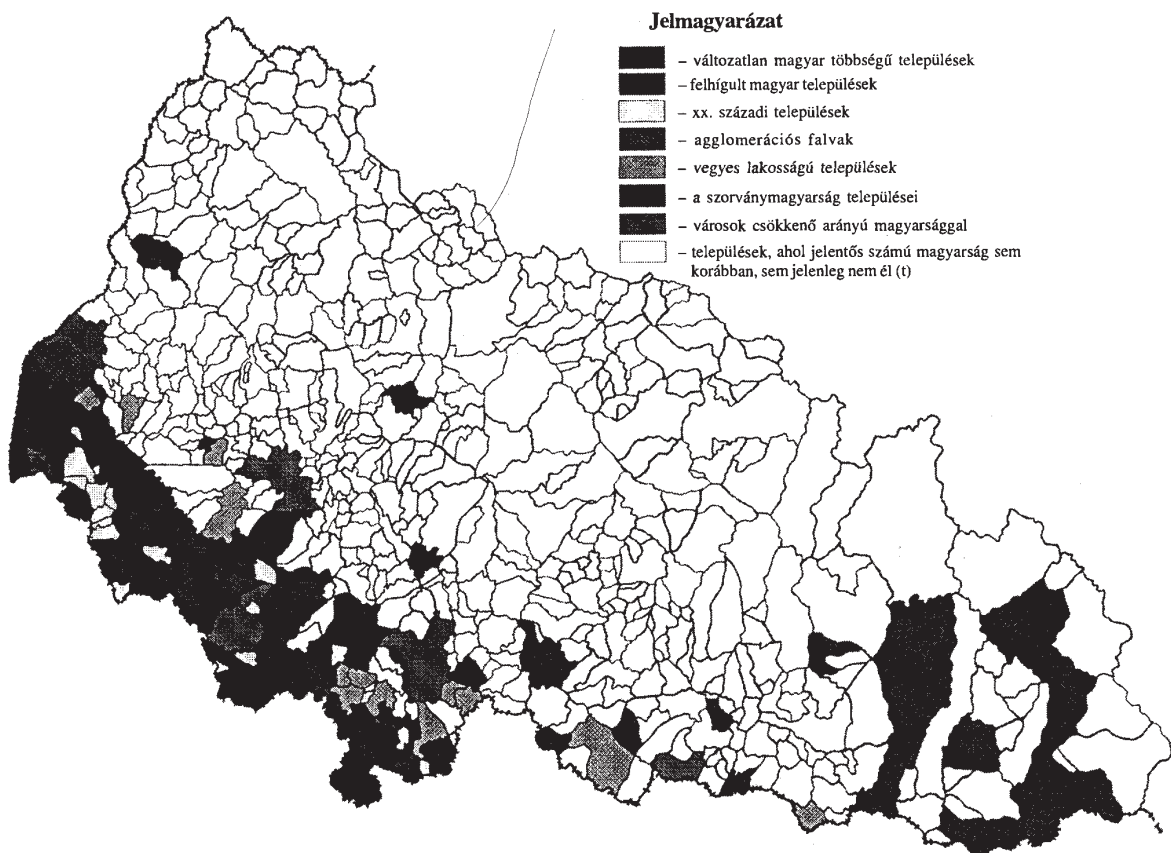 Jelmagyarázat
– változatlan magyar többségű települések
– felhígult magyar települések
– xx. századi települések
– agglomerációs falvak
– vegyes lakosságú települések
– a szorványmagyarság települései
– városok csökkenő arányú magyarsággal
– települések, ahol jelentős számú magyarság sem
korábban, sem jelenleg nem él (t)